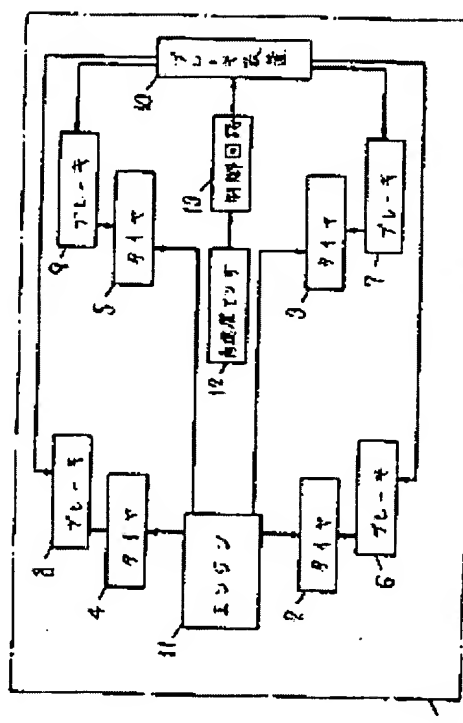 ブレーキ装置
10
ブレーキ
9
タイヤ
5
制御回路
13
角速度センサ
12
タイヤ
3
ブレーキ
7
ブレーキ
8
タイヤ
4
エンジン
11
タイヤ
2
ブレーキ
6